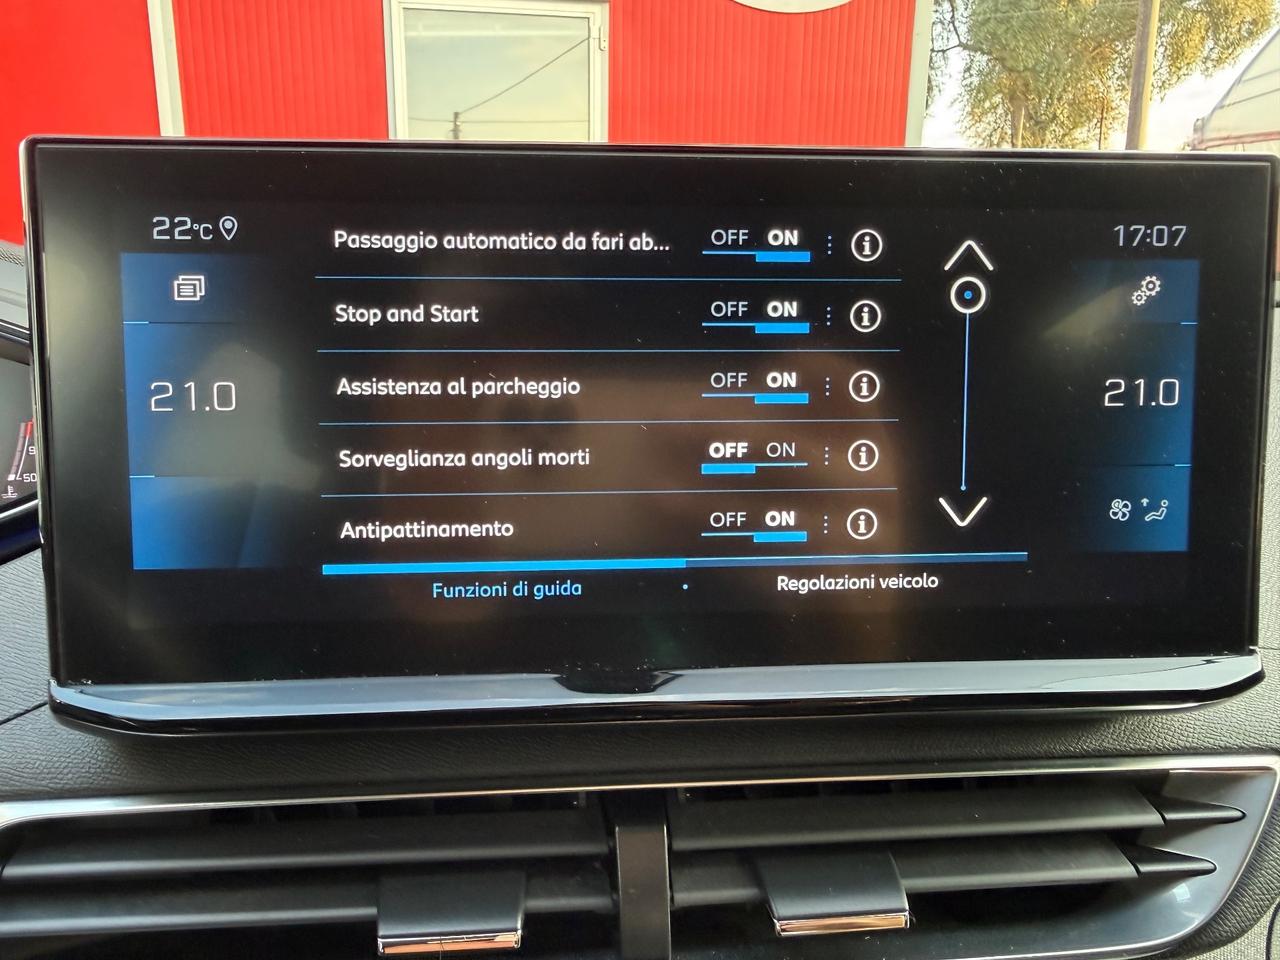 22°C
17:07
Passaggio automatico da fari ab...
OFF ON
Stop and Start
OFF ON
21.0
Assistenza al parcheggio
OFF ON
21.0
Sorveglianza angoli morti
OFF ON
Antipattinamento
OFF ON
Funzioni di guida
Regolazioni veicolo
50